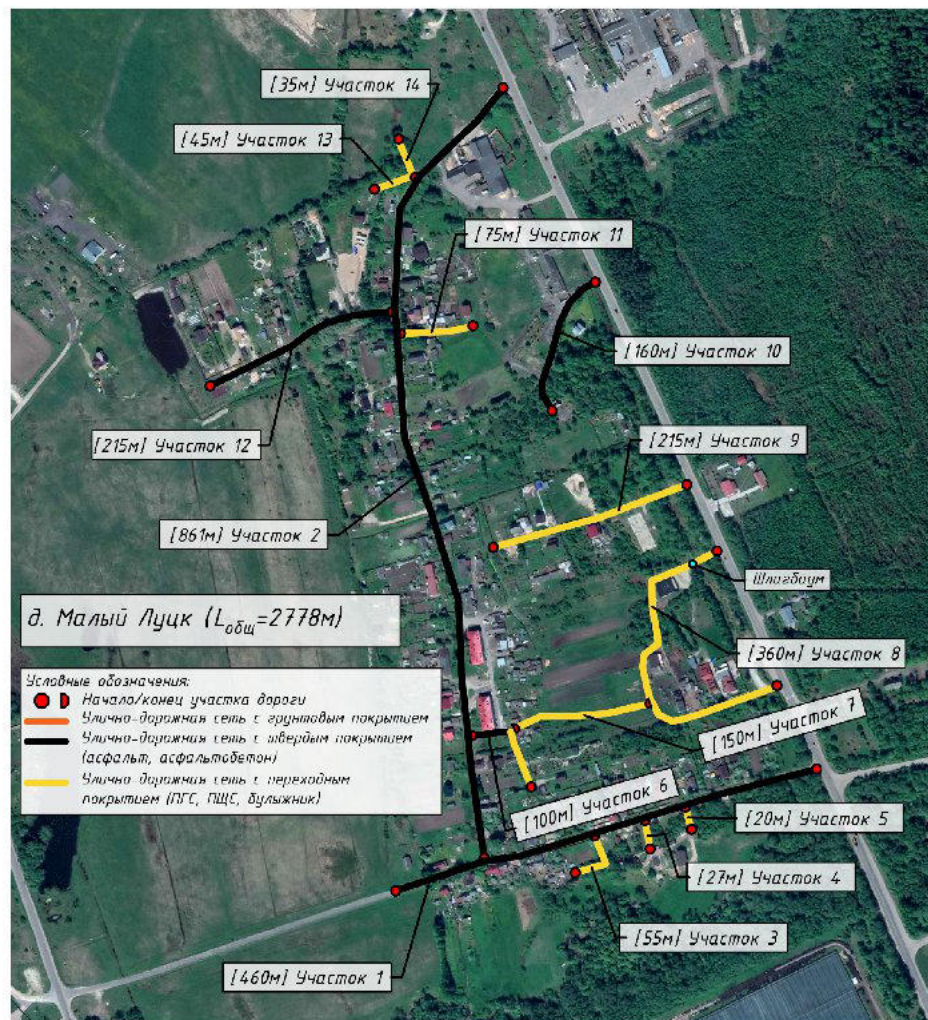 [35м] Участок 14
[45м] Участок 13
[75м] Участок 11
[160м] Участок 10
[215м] Участок 12
[215м] Участок 9
[861м] Участок 2
Шлагбаум
д. Малый Луцк (Lобщ=2778м)
[360м] Участок 8
Условные обозначения:
Начало/конец участка дороги
Улично-дорожная сеть с грунтовым покрытием
Улично-дорожная сеть с твердым покрытием
(асфальт, асфальтобетон)
Улично-дорожная сеть с переходным
покрытием (ПГС, ПЩС, булыжник)
[150м] Участок 7
[100м] Участок 6
[20м] Участок 5
[27м] Участок 4
[55м] Участок 3
[460м] Участок 1